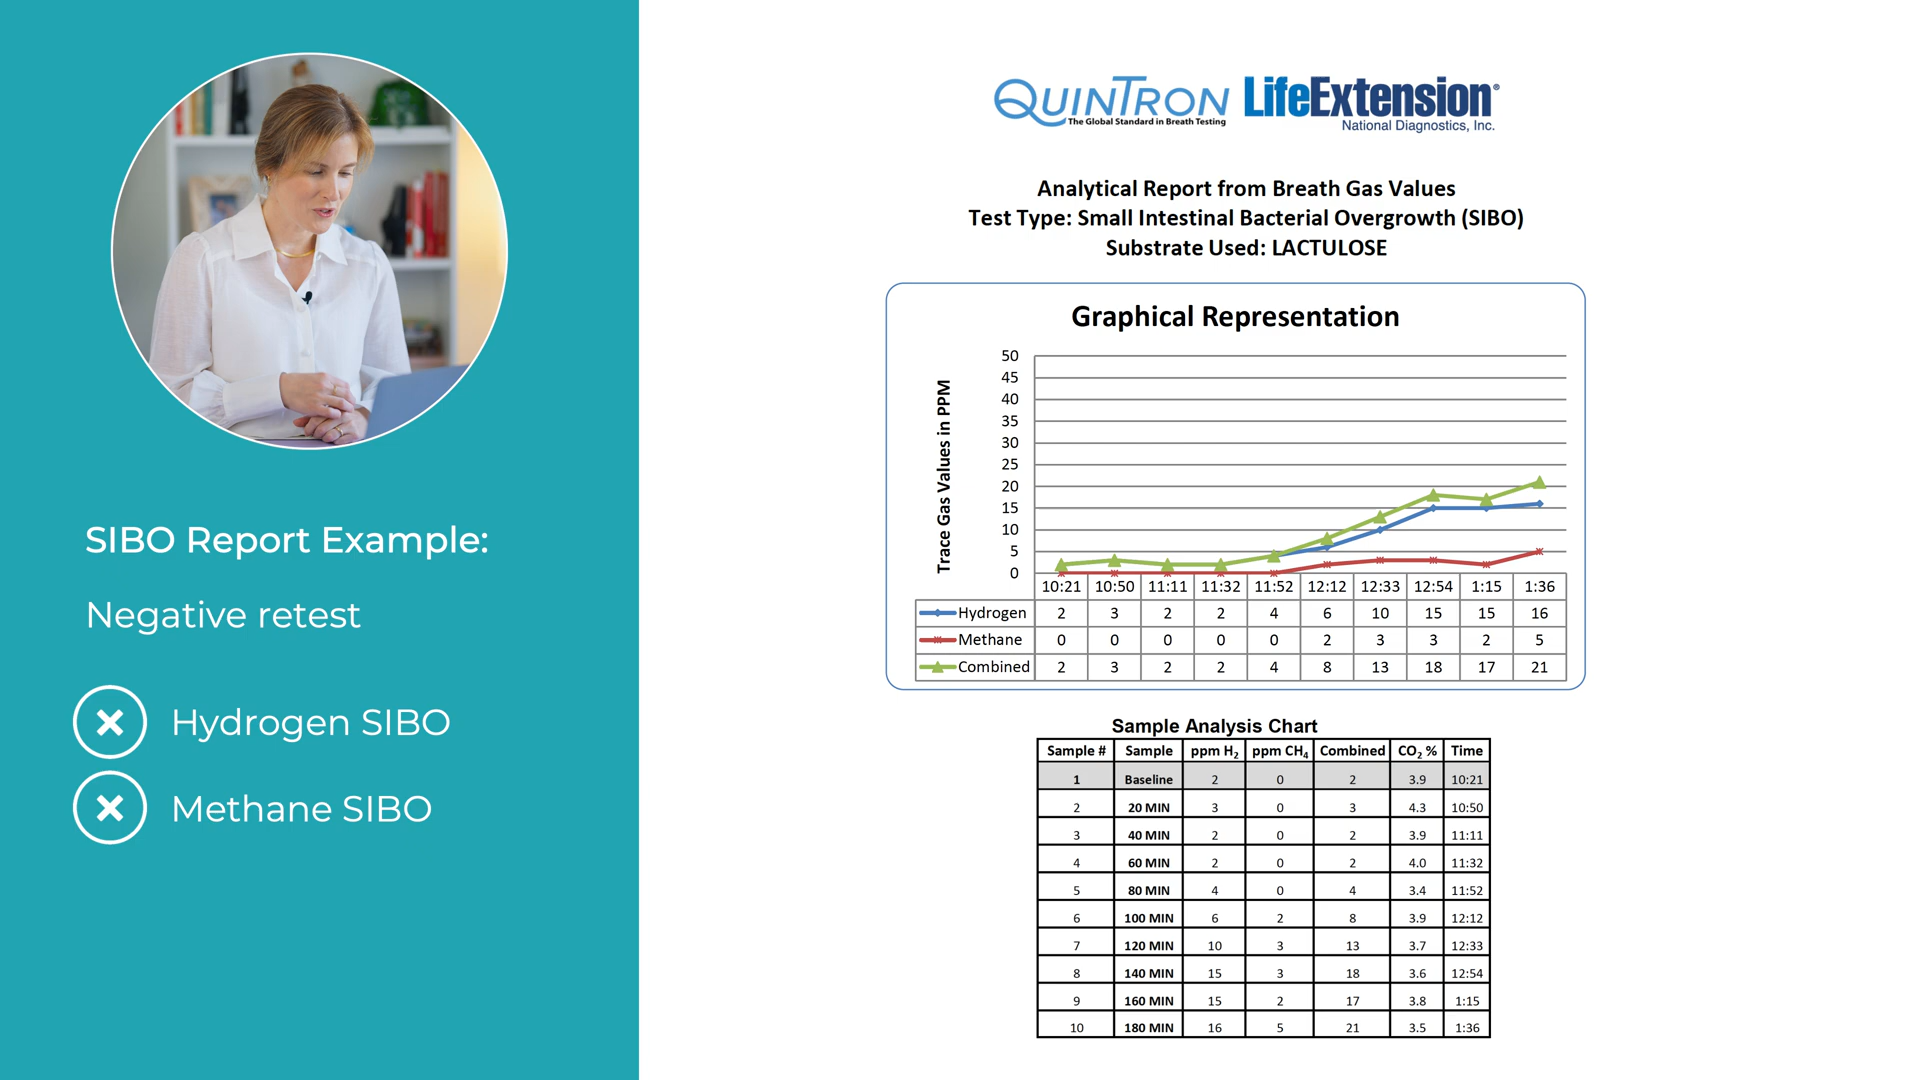 SIBO Report Example:
Negative retest
Hydrogen SIBO
Methane SIBO
QUINTRON
The Global Standard in Breath Testing
LifeExtension®
National Diagnostics, Inc.
Analytical Report from Breath Gas Values
Test Type: Small Intestinal Bacterial Overgrowth (SIBO)
Substrate Used: LACTULOSE
Graphical Representation
Trace Gas Values in PPM
50
45
40
35
30
25
20
15
10
5
0
10:21 10:50 11:11 11:32 11:52 12:12 12:33 12:54 1:15 1:36
Hydrogen 2 3 2 2 4 6 10 15 15 16
Methane 0 0 0 0 0 2 3 3 2 5
Combined 2 3 2 2 4 8 13 18 17 21
Sample Analysis Chart
Sample # Sample ppm H₂ ppm CH₄ Combined CO₂ % Time
1 Baseline 2 0 2 3.9 10:21
2 20 MIN 3 0 3 4.3 10:50
3 40 MIN 2 0 2 3.9 11:11
4 60 MIN 2 0 2 4.0 11:32
5 80 MIN 4 0 4 3.4 11:52
6 100 MIN 6 2 8 3.9 12:12
7 120 MIN 10 3 13 3.7 12:33
8 140 MIN 15 3 18 3.6 12:54
9 160 MIN 15 2 17 3.8 1:15
10 180 MIN 16 5 21 3.5 1:36